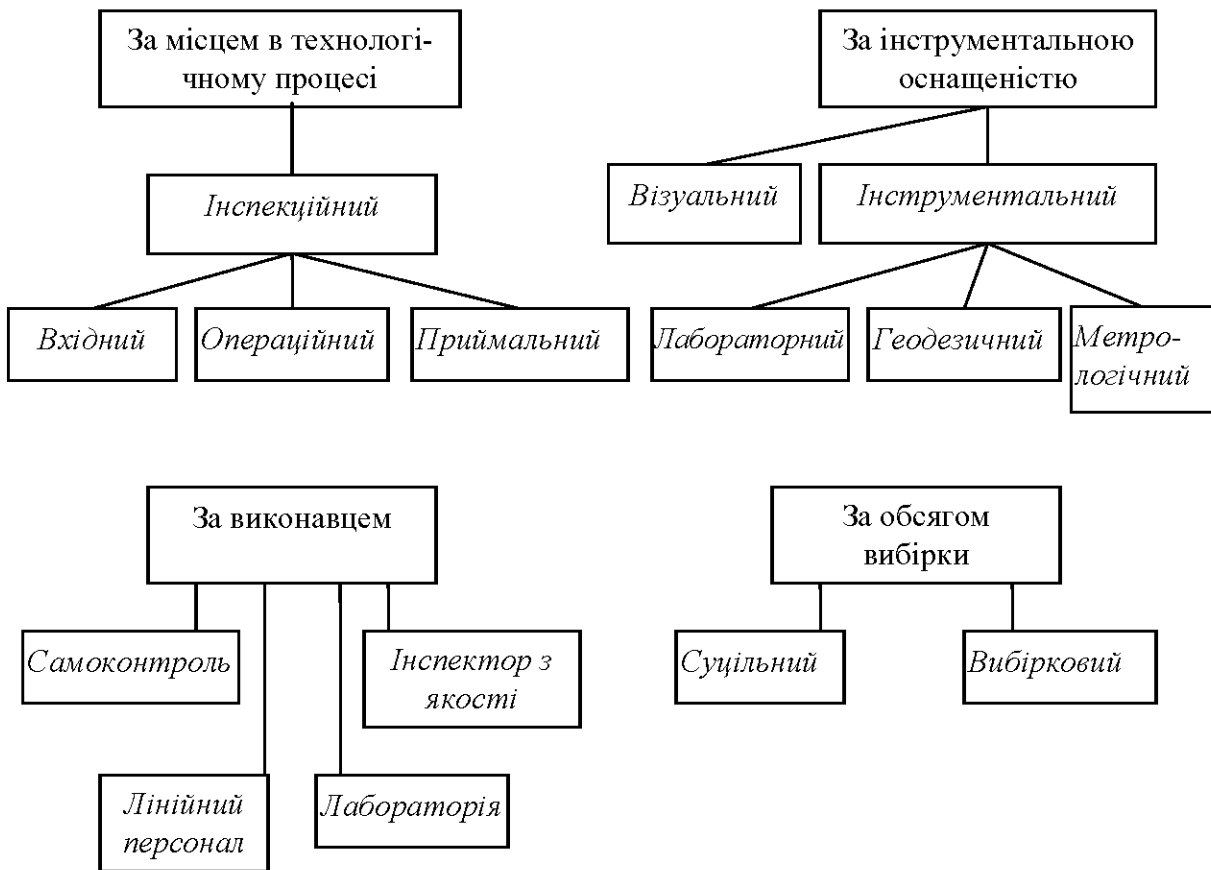 За місцем в технологі-
чному процесі
Інспекційний
Вхідний
Операційний
Приймальний
За інструментальною
оснащеністю
Візуальний
Інструментальний
Лабораторний
Геодезичний
Метро-
логічний
За виконавцем
Самоконтроль
Інспектор з
якості
Лінійний
персонал
Лабораторія
За обсягом
вибірки
Суцільний
Вибірковий